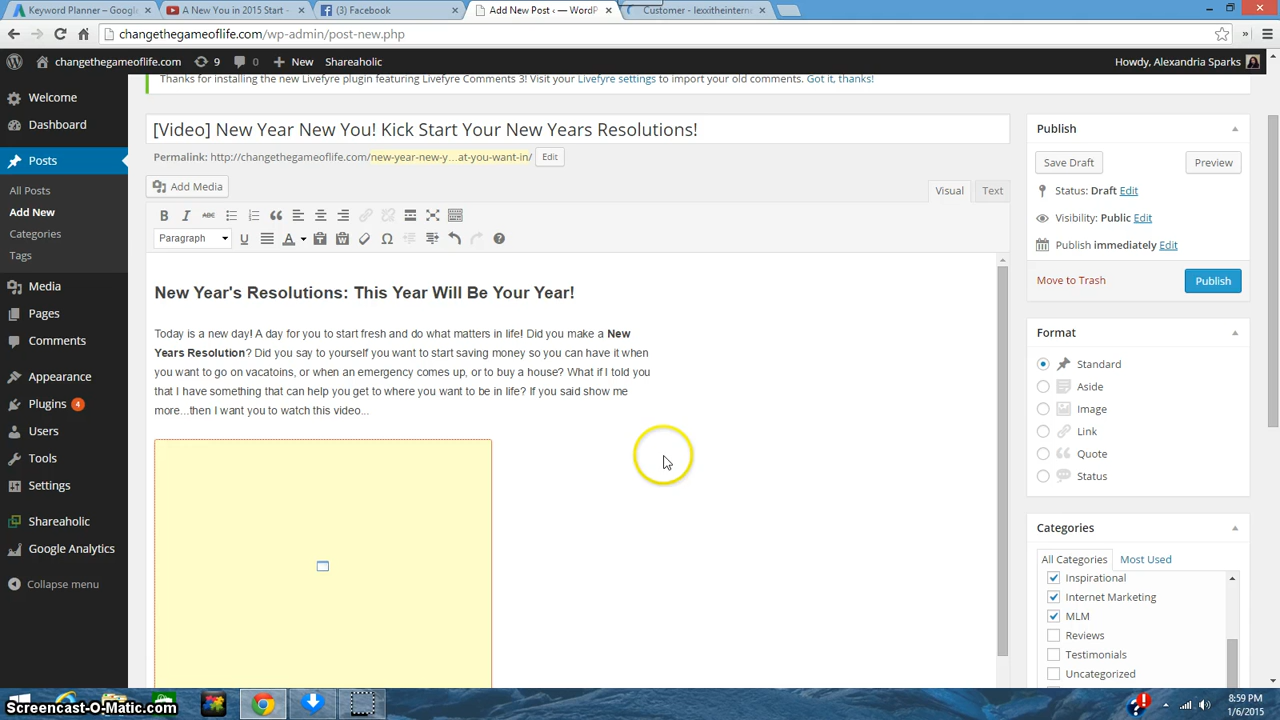 Keyword Planner – Google
A New You in 2015 Start -
(3) Facebook
Add New Post ‹ — WordP
Customer - lexxitheintern
changethegameoflife.com/wp-admin/post-new.php
changethegameoflife.com
9
0
New
Shareaholic
Howdy, Alexandria Sparks
Thanks for installing the new Livefyre plugin featuring Livefyre Comments 3! Visit your Livefyre settings to import your old comments. Got it, thanks!
Welcome
Dashboard
Posts
All Posts
Add New
Categories
Tags
Media
Pages
Comments
Appearance
Plugins 4
Users
Tools
Settings
Shareaholic
Google Analytics
Collapse menu
[Video] New Year New You! Kick Start Your New Years Resolutions!
Permalink: http://changethegameoflife.com/new-year-new-y…at-you-want-in/ Edit
Add Media
Visual
Text
B I ABC
Paragraph U A T W Ω ?
New Year's Resolutions: This Year Will Be Your Year!
Today is a new day! A day for you to start fresh and do what matters in life! Did you make a New
Years Resolution? Did you say to yourself you want to start saving money so you can have it when
you want to go on vacatoins, or when an emergency comes up, or to buy a house? What if I told you
that I have something that can help you get to where you want to be in life? If you said show me
more...then I want you to watch this video...
Publish
Save Draft
Preview
Status: Draft Edit
Visibility: Public Edit
Publish immediately Edit
Move to Trash
Publish
Format
Standard
Aside
Image
Link
Quote
Status
Categories
All Categories
Most Used
Inspirational
Internet Marketing
MLM
Reviews
Testimonials
Uncategorized
Screencast-O-Matic.com
8:59 PM
1/6/2015